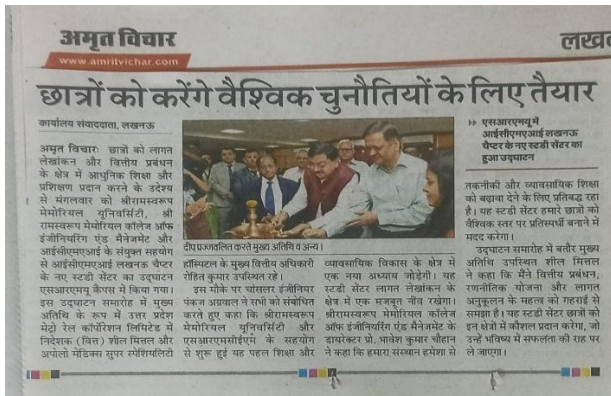 अमृत विचार
www.amritvichar.com
लखन
छात्रों को करेंगे वैश्विक चुनौतियों के लिए तैयार
कार्यालय संवाददाता, लखनऊ
अमृत विचार: छात्रों को लागत
लेखांकन और वित्तीय प्रबंधन
के क्षेत्र में आधुनिक शिक्षा और
प्रशिक्षण प्रदान करने के उद्देश्य
से मंगलवार को श्रीरामस्वरूप
मेमोरियल यूनिवर्सिटी, श्री
रामस्वरूप मेमोरियल कॉलेज ऑफ
इंजीनियरिंग एंड मैनेजमेंट और
आईसीएमएआई के संयुक्त सहयोग
से आईसीएमएआई लखनऊ चैप्टर
के नए स्टडी सेंटर का उद्घाटन
एसआरएमयू कैंपस में किया गया।
इस उद्घाटन समारोह में मुख्य
अतिथि के रूप में उत्तर प्रदेश
मेट्रो रेल कॉर्पोरेशन लिमिटेड में
निदेशक (वित्त) शील मित्तल और
अपोलो मेडिक्स सुपर स्पेशियलिटी
दीप प्रज्जवलित करते मुख्य अतिथि व अन्य।
हॉस्पिटल के मुख्य वित्तीय अधिकारी
रोहित कुमार उपस्थित रहे।
इस मौके पर चांसलर इंजीनियर
पंकज अग्रवाल ने सभी को संबोधित
करते हुए कहा कि श्रीरामस्वरूप
मेमोरियल यूनिवर्सिटी और
एसआरएमसीईएम के सहयोग
से शुरू हुई यह पहल शिक्षा और
व्यावसायिक विकास के क्षेत्र में
एक नया अध्याय जोड़ेगी। यह
स्टडी सेंटर लागत लेखांकन के
क्षेत्र में एक मजबूत नींव रखेगा।
श्रीरामस्वरूप मेमोरियल कॉलेज
ऑफ इंजीनियरिंग एंड मैनेजमेंट के
डायरेक्टर प्रो. भावेश कुमार चौहान
ने कहा कि हमारा संस्थान हमेशा से
एसआरएमयू में
आईसीएमएआई लखनऊ
चैप्टर के नए स्टडी सेंटर का
हुआ उद्घाटन
तकनीकी और व्यावसायिक शिक्षा
को बढ़ावा देने के लिए प्रतिबद्ध रहा
है। यह स्टडी सेंटर हमारे छात्रों को
वैश्विक स्तर पर प्रतिस्पर्धी बनाने में
मदद करेगा।
उद्घाटन समारोह में बतौर मुख्य
अतिथि उपस्थित शील मित्तल
ने कहा कि मैंने वित्तीय प्रबंधन,
रणनीतिक योजना और लागत
अनुकूलन के महत्व को गहराई से
समझा है। यह स्टडी सेंटर छात्रों को
इन क्षेत्रों में कौशल प्रदान करेगा, जो
उन्हें भविष्य में सफलता की राह पर
ले जाएगा।